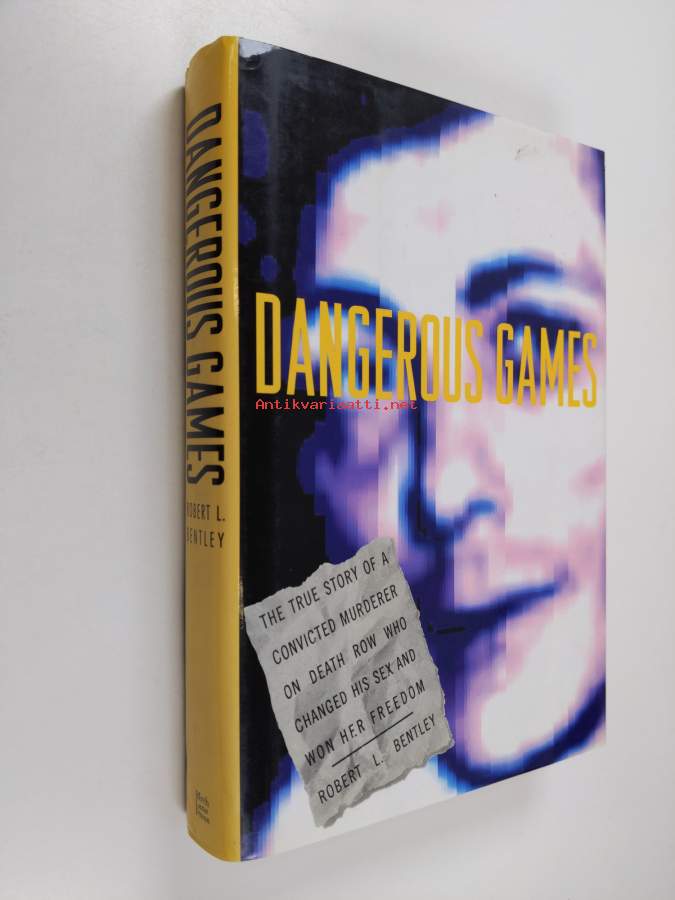 DANGEROUS GAMES
ROBERT L.
BENTLEY
DANGEROUS GAMES
Antikvariaatti.net
THE TRUE STORY OF A
CONVICTED MURDERER
ON DEATH ROW WHO
CHANGED HIS SEX AND
WON HER FREEDOM
ROBERT L. BENTLEY